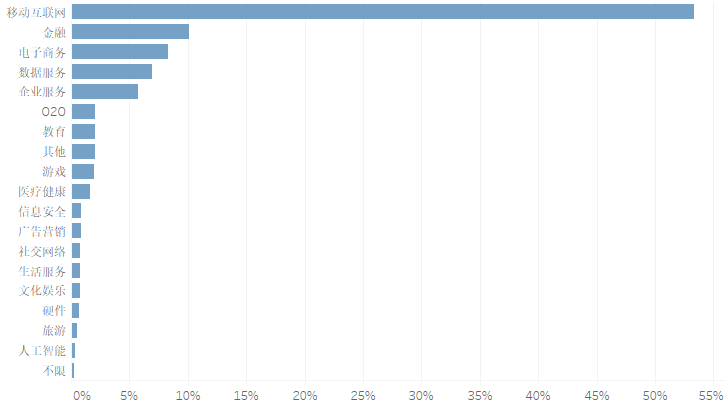 移动互联网
金融
电子商务
数据服务
企业服务
O2O
教育
其他
游戏
医疗健康
信息安全
广告营销
社交网络
生活服务
文化娱乐
硬件
旅游
人工智能
不限
0% 5% 10% 15% 20% 25% 30% 35% 40% 45% 50% 55%